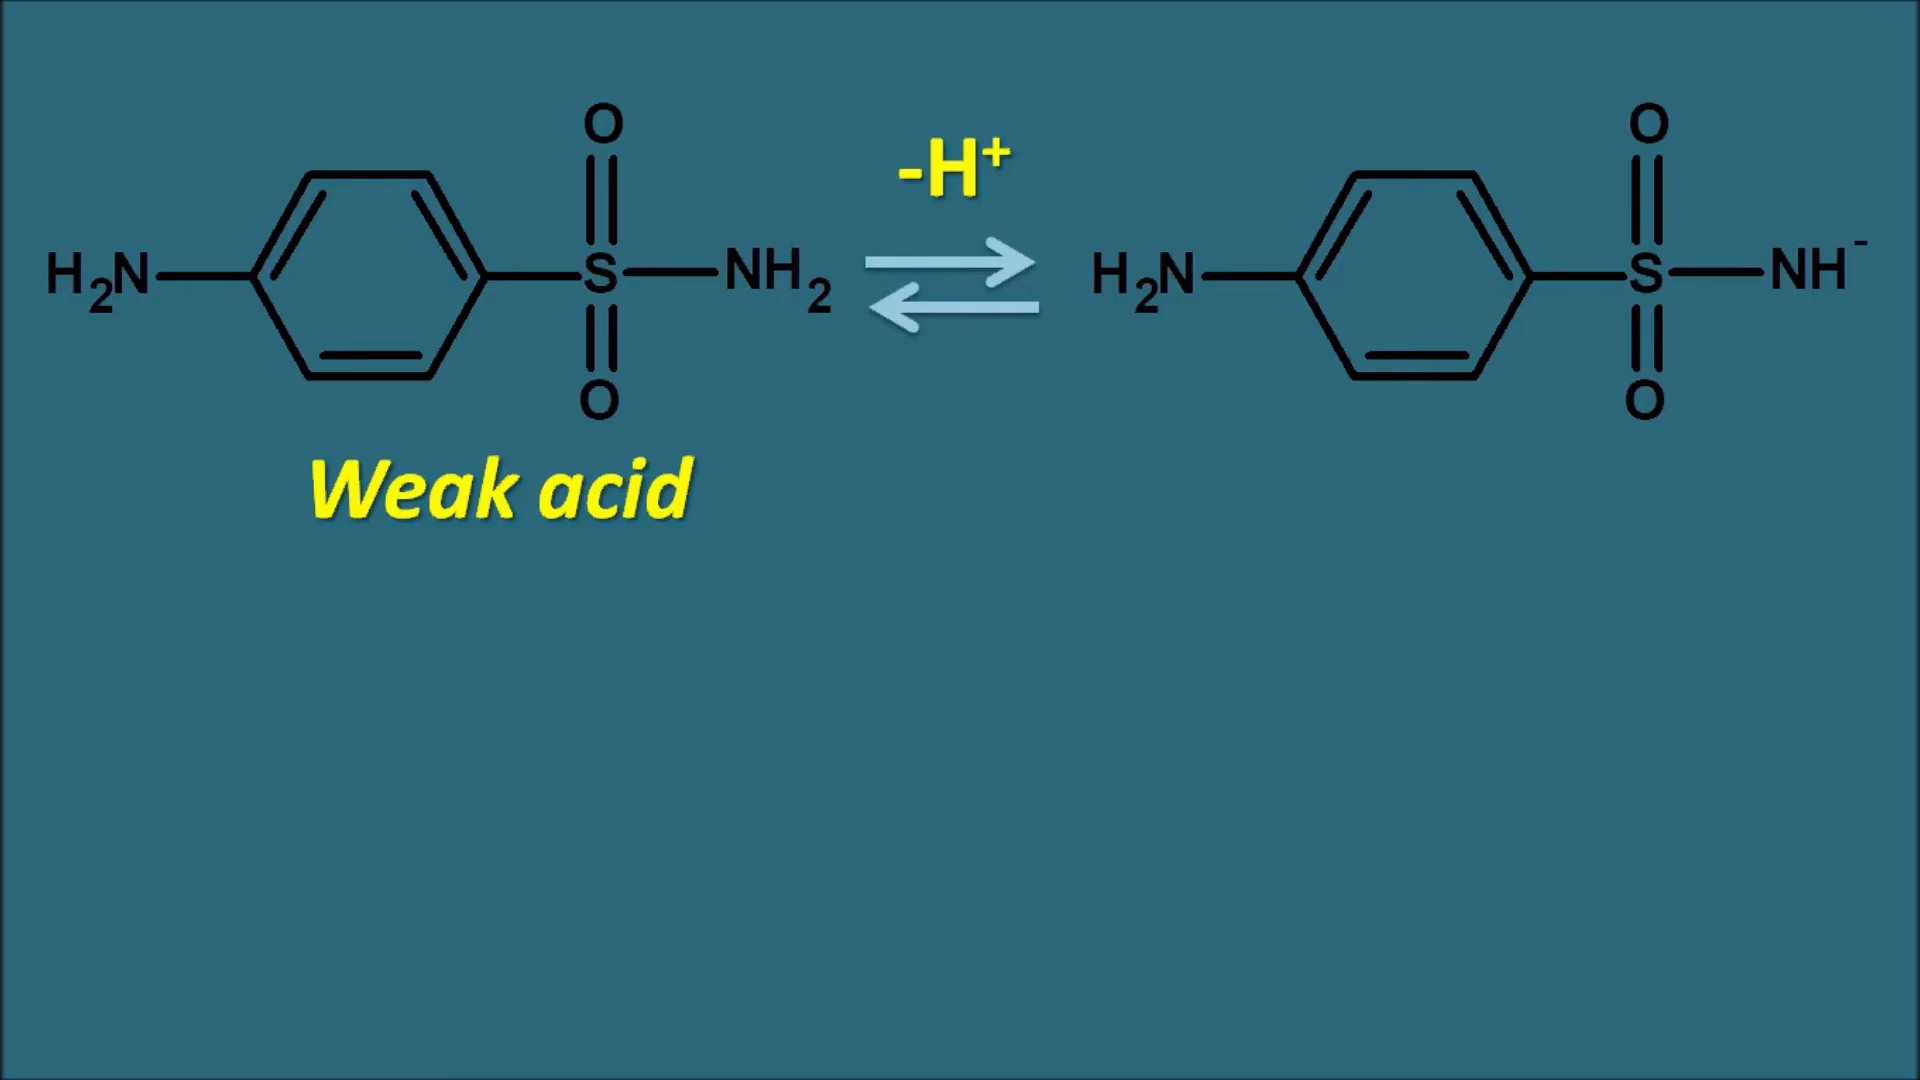 O O
-H⁺
H₂N S NH₂ H₂N S NH⁻
O O
Weak acid